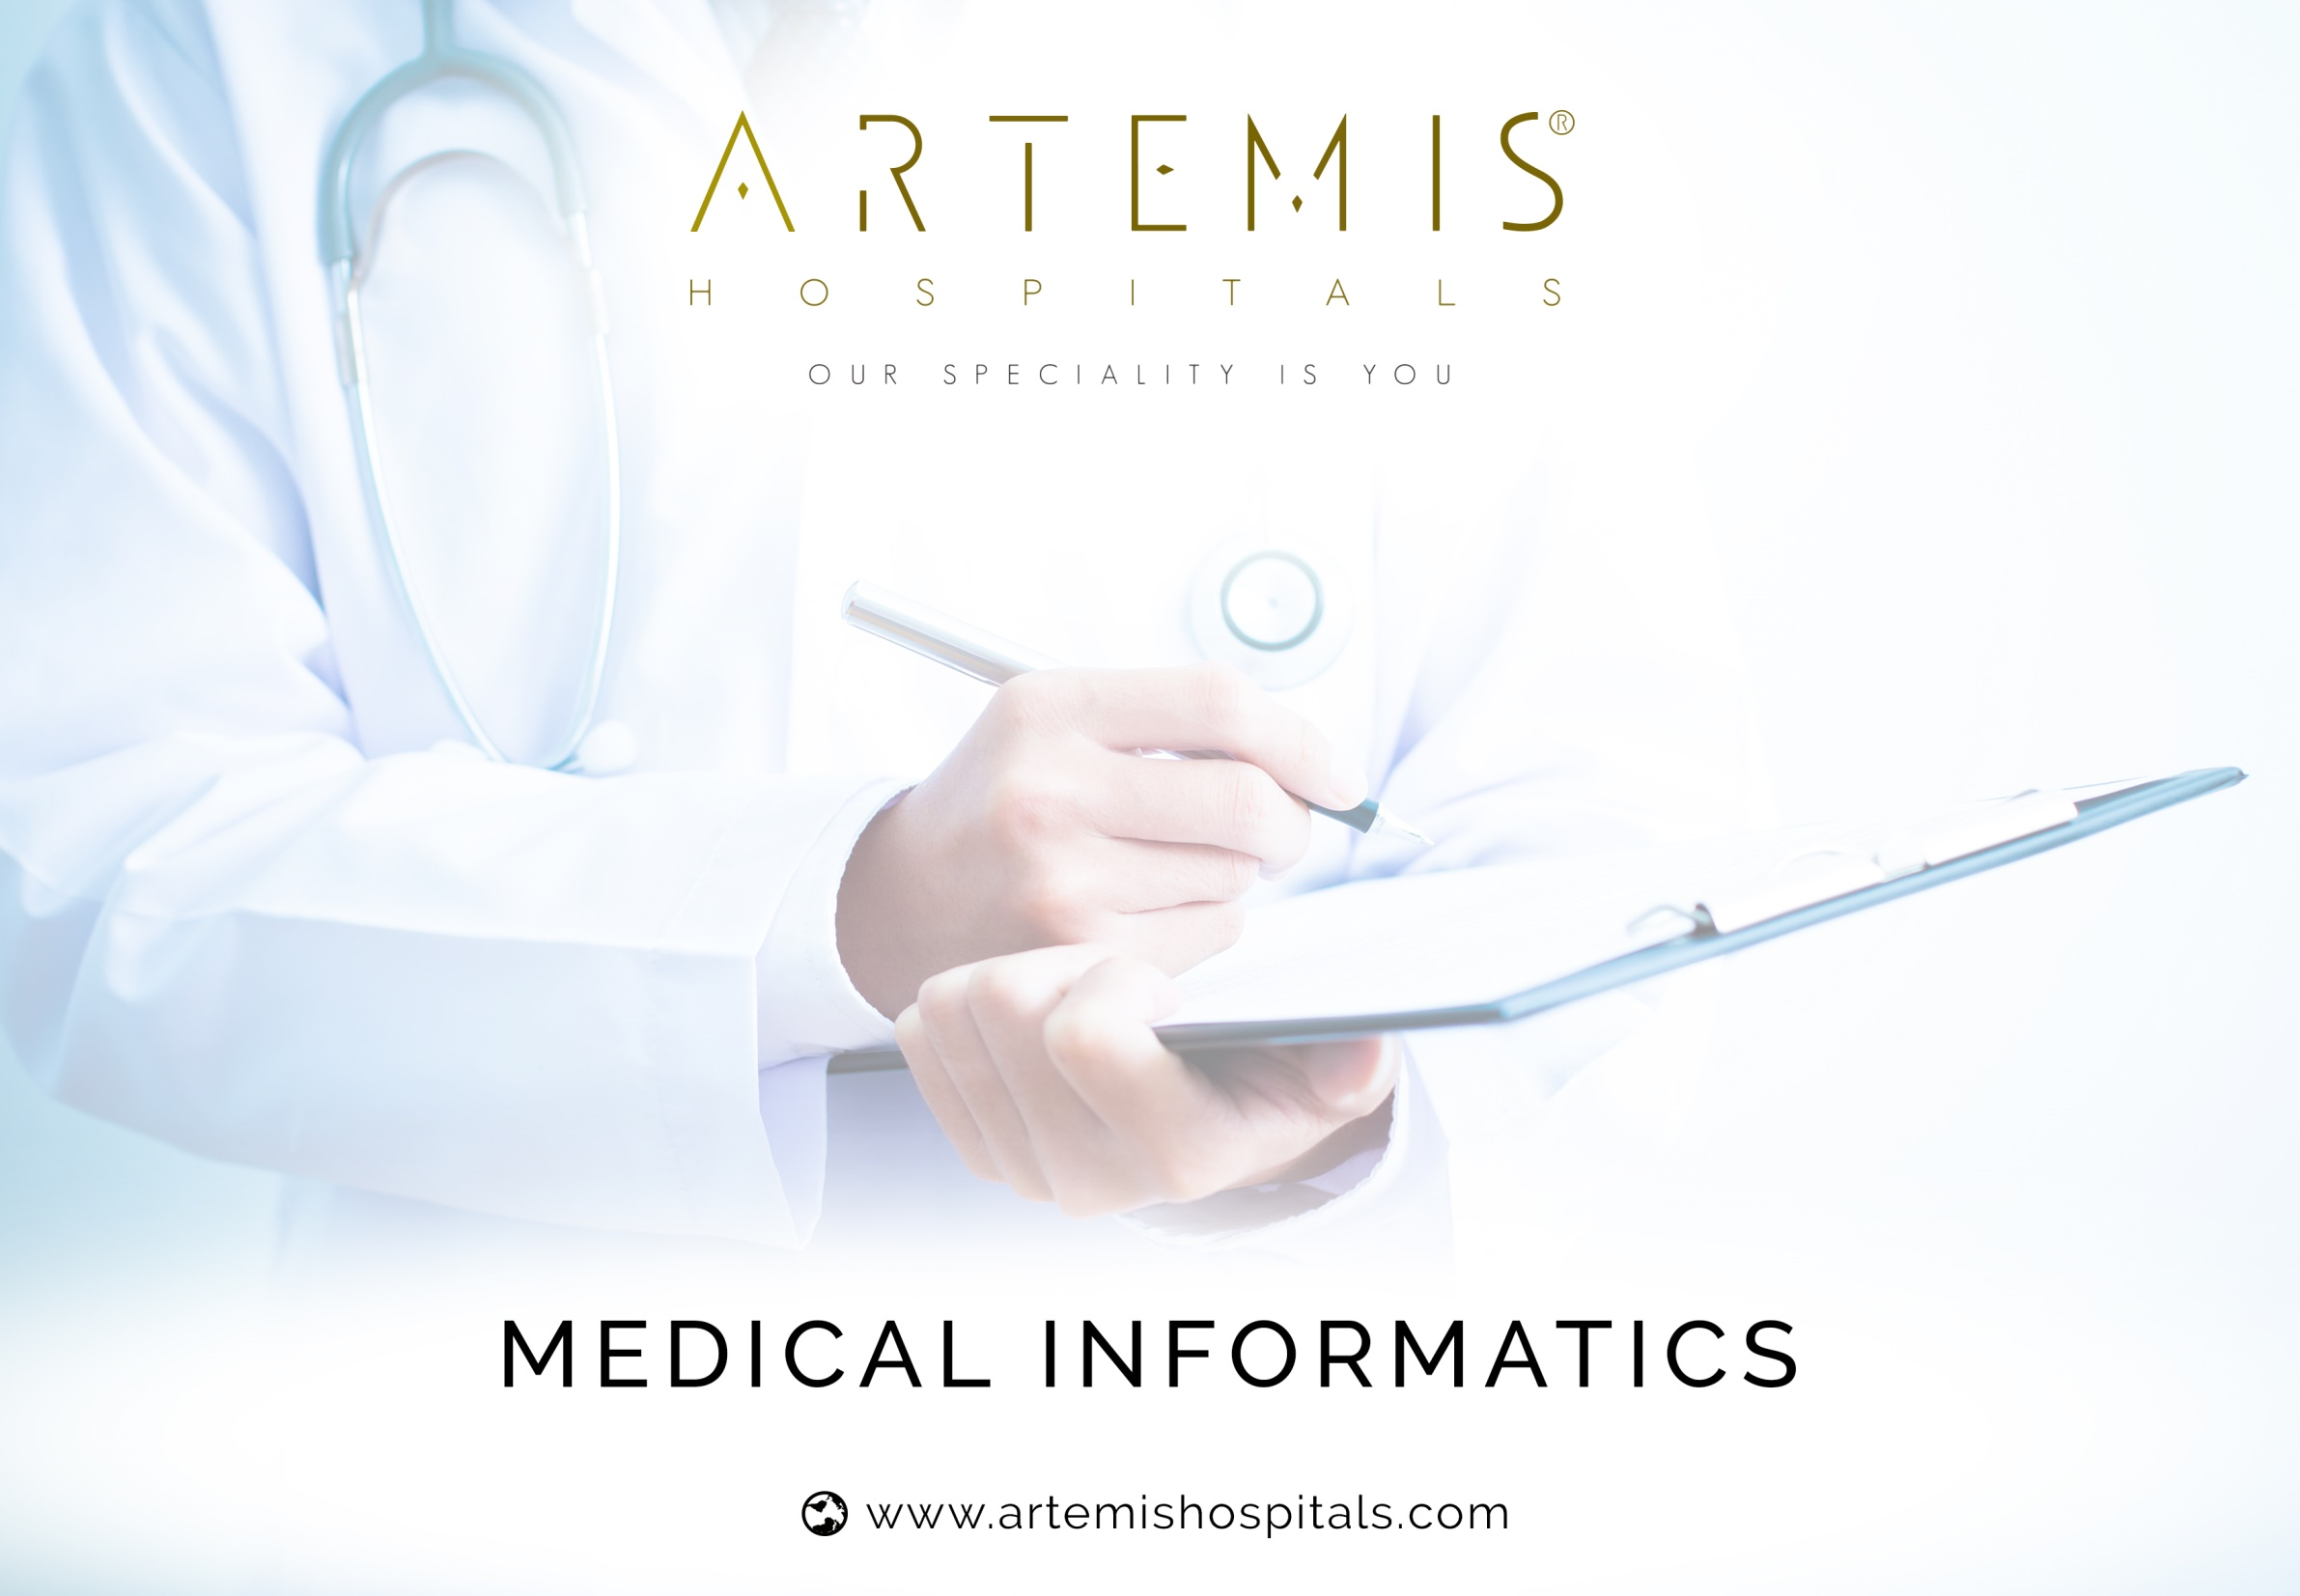 ARTEMIS®
HOSPITALS
OUR SPECIALITY IS YOU
MEDICAL INFORMATICS
www.artemishospitals.com